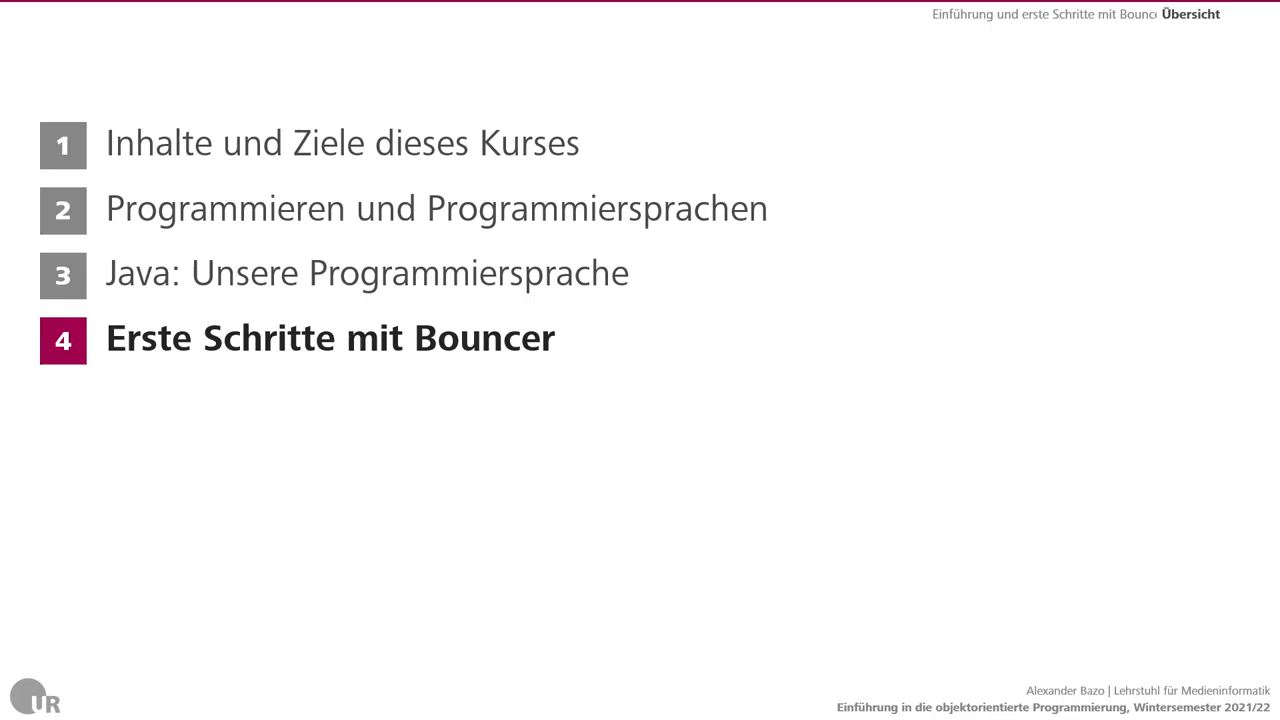 Einführung und erste Schritte mit Bounce Übersicht
1 Inhalte und Ziele dieses Kurses
2 Programmieren und Programmiersprachen
3 Java: Unsere Programmiersprache
4 Erste Schritte mit Bouncer
UR
Alexander Bazo | Lehrstuhl für Medieninformatik
Einführung in die objektorientierte Programmierung, Wintersemester 2021/22